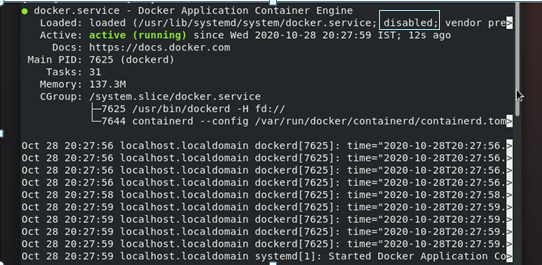 ● docker.service - Docker Application Container Engine
Loaded: loaded (/usr/lib/systemd/system/docker.service; disabled; vendor pre>
Active: active (running) since Wed 2020-10-28 20:27:59 IST; 12s ago
Docs: https://docs.docker.com
Main PID: 7625 (dockerd)
Tasks: 31
Memory: 137.3M
CGroup: /system.slice/docker.service
├─7625 /usr/bin/dockerd -H fd://
└─7644 containerd --config /var/run/docker/containerd/containerd.tom>
Oct 28 20:27:56 localhost.localdomain dockerd[7625]: time="2020-10-28T20:27:56.>
Oct 28 20:27:56 localhost.localdomain dockerd[7625]: time="2020-10-28T20:27:56.>
Oct 28 20:27:56 localhost.localdomain dockerd[7625]: time="2020-10-28T20:27:56.>
Oct 28 20:27:56 localhost.localdomain dockerd[7625]: time="2020-10-28T20:27:56.>
Oct 28 20:27:58 localhost.localdomain dockerd[7625]: time="2020-10-28T20:27:58.>
Oct 28 20:27:59 localhost.localdomain dockerd[7625]: time="2020-10-28T20:27:59.>
Oct 28 20:27:59 localhost.localdomain dockerd[7625]: time="2020-10-28T20:27:59.>
Oct 28 20:27:59 localhost.localdomain dockerd[7625]: time="2020-10-28T20:27:59.>
Oct 28 20:27:59 localhost.localdomain dockerd[7625]: time="2020-10-28T20:27:59.>
Oct 28 20:27:59 localhost.localdomain systemd[1]: Started Docker Application Co>